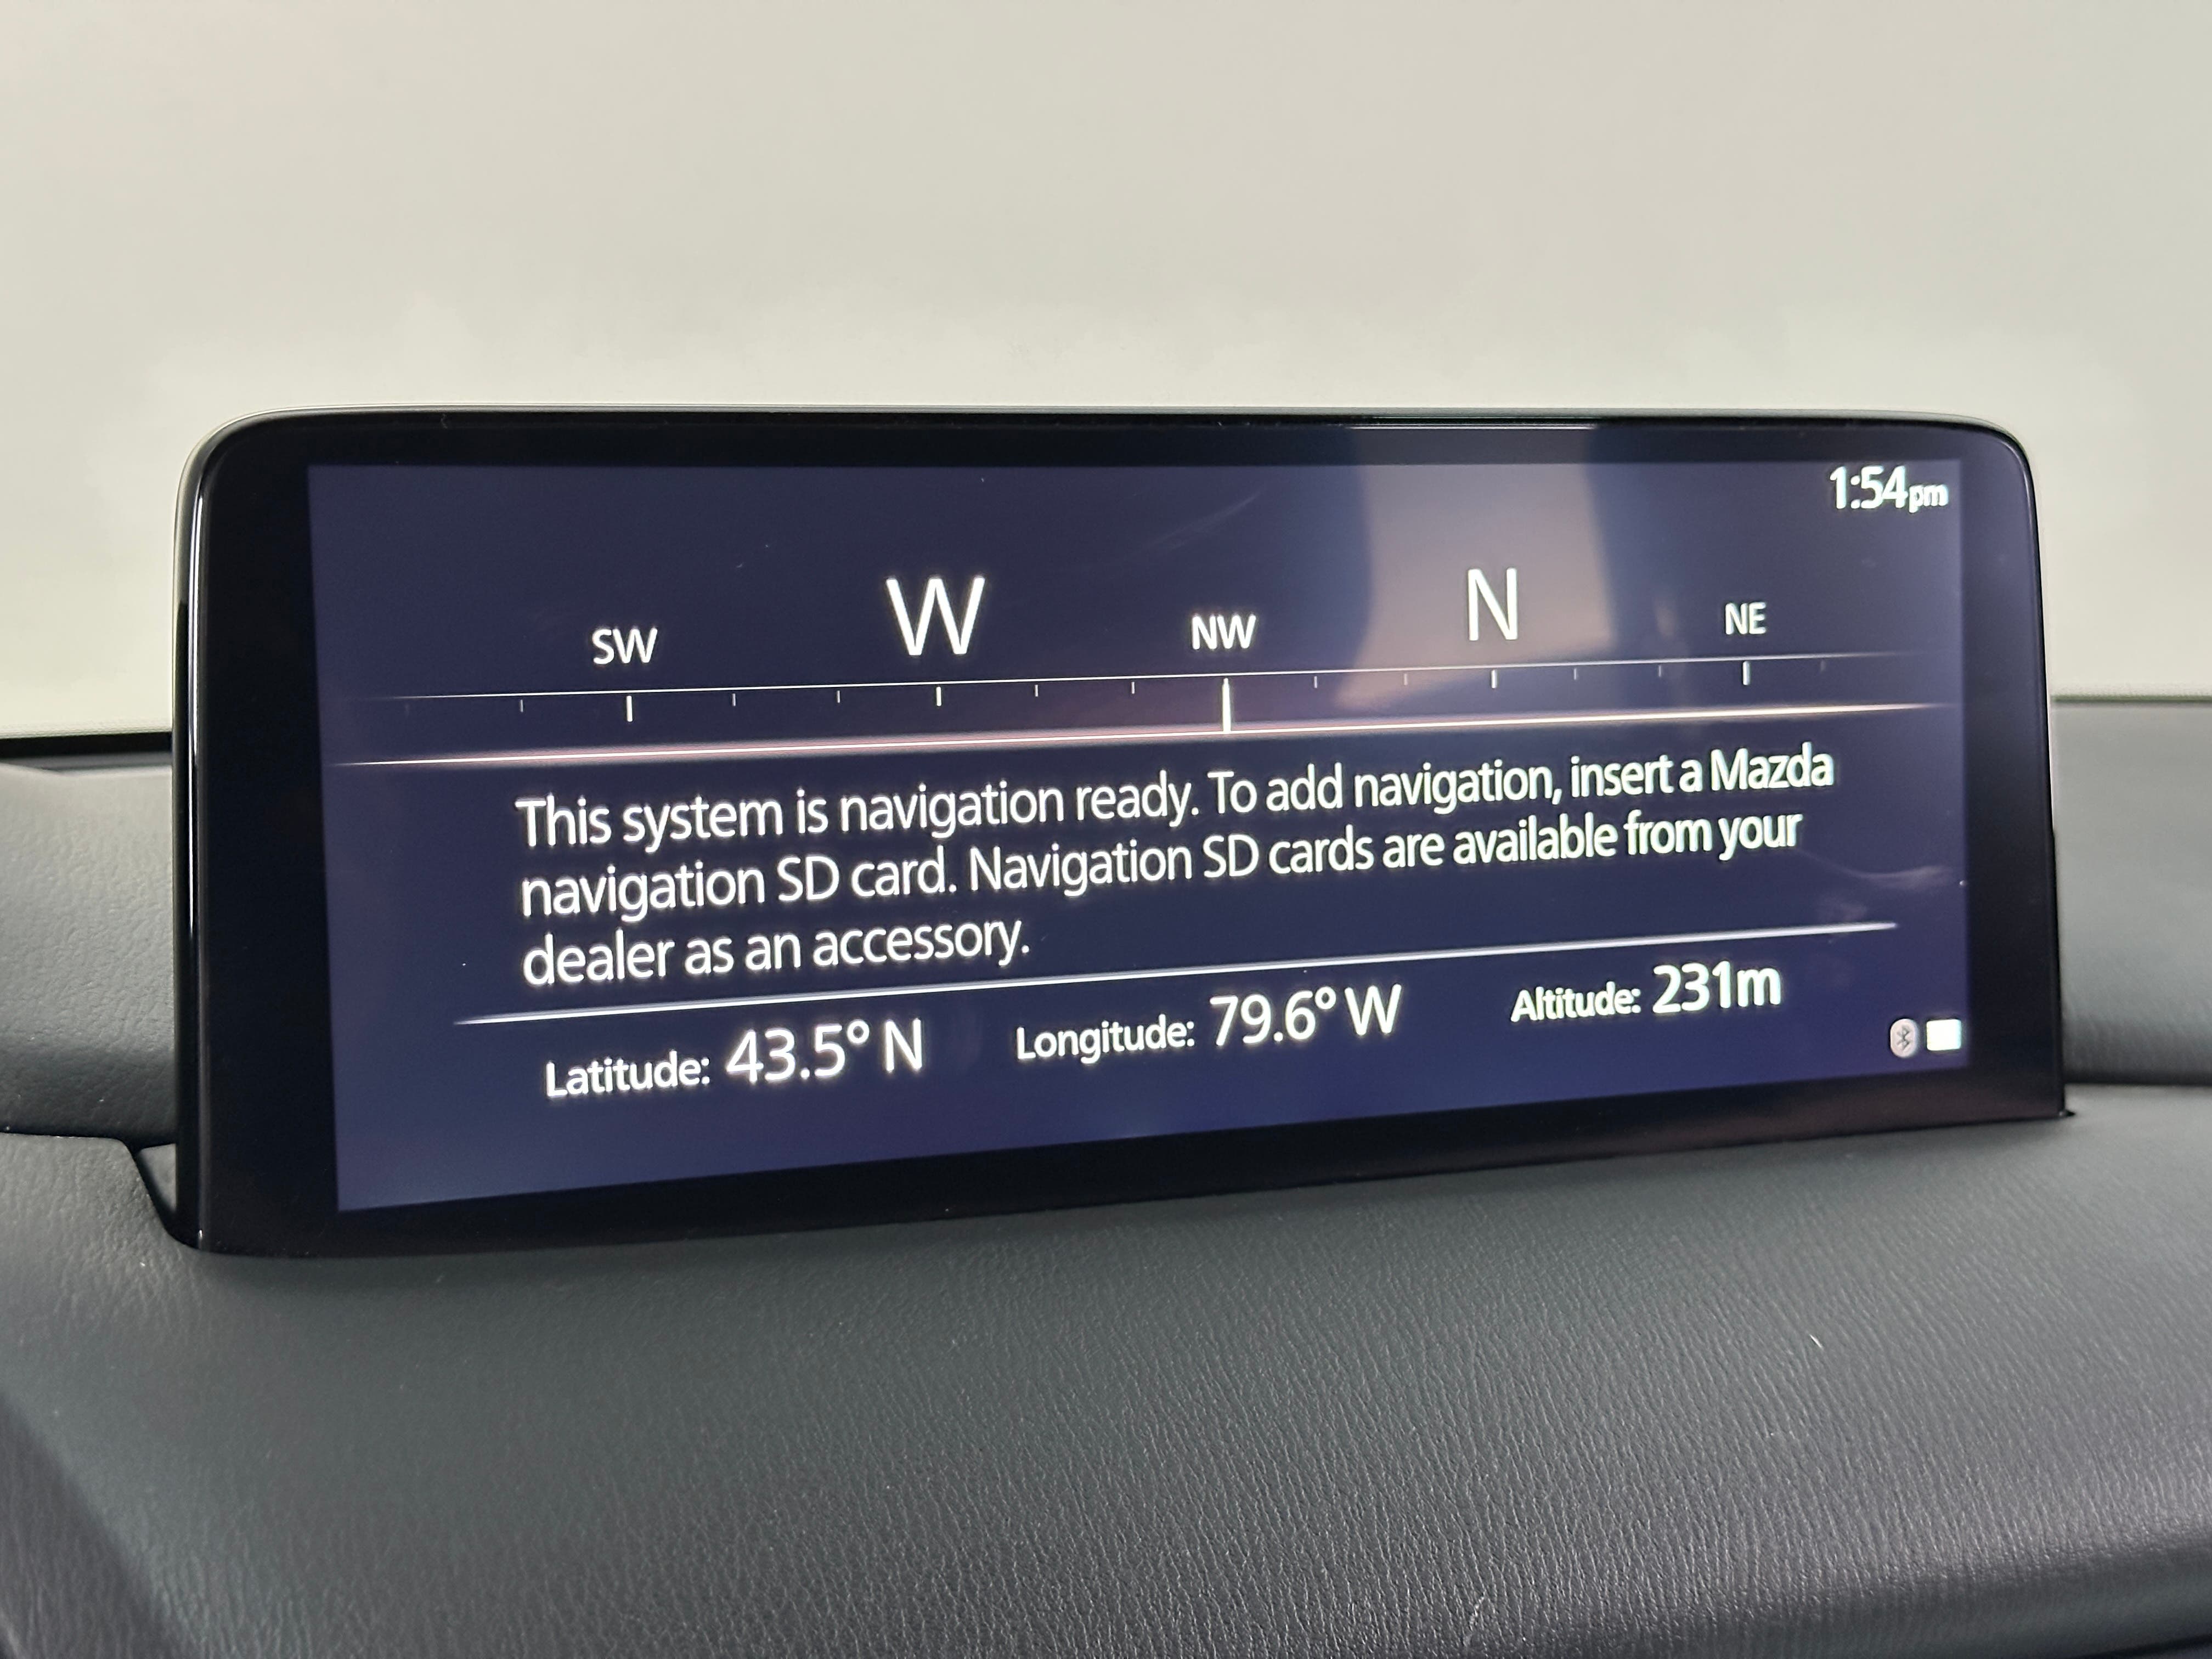 1:54pm
SW W NW N NE
This system is navigation ready. To add navigation, insert a Mazda
navigation SD card. Navigation SD cards are available from your
dealer as an accessory.
Latitude: 43.5° N Longitude: 79.6° W Altitude: 231m